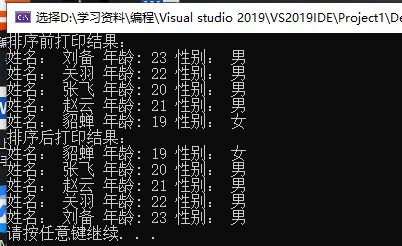 选择D:\学习资料\编程\Visual studio 2019\VS2019IDE\Project1\De
排序前打印结果：
姓名： 刘备 年龄: 23 性别： 男
姓名： 关羽 年龄: 22 性别： 男
姓名： 张飞 年龄: 20 性别： 男
姓名： 赵云 年龄: 21 性别： 男
姓名： 貂蝉 年龄: 19 性别： 女
排序后打印结果：
姓名： 貂蝉 年龄: 19 性别： 女
姓名： 张飞 年龄: 20 性别： 男
姓名： 赵云 年龄: 21 性别： 男
姓名： 关羽 年龄: 22 性别： 男
姓名： 刘备 年龄: 23 性别： 男
请按任意键继续. . .